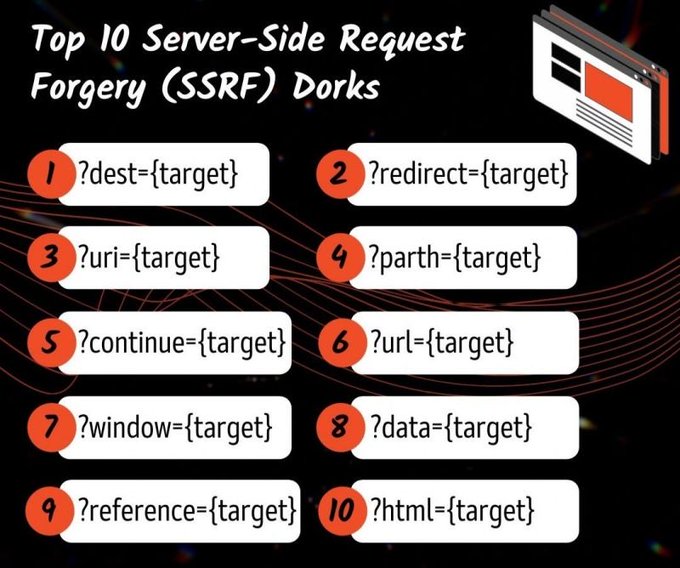 Top 10 Server-Side Request
Forgery (SSRF) Dorks
1 ?dest={target}
2 ?redirect={target}
3 ?uri={target}
4 ?parth={target}
5 ?continue={target}
6 ?url={target}
7 ?window={target}
8 ?data={target}
9 ?reference={target}
10 ?html={target}